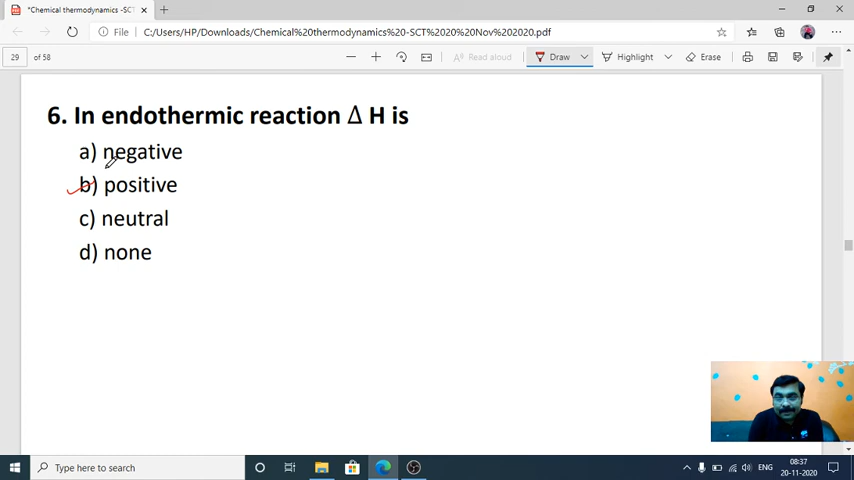 *Chemical thermodynamics -SCT
File
C:/Users/HP/Downloads/Chemical%20thermodynamics%20-SCT%2020%20Nov%202020.pdf
29 of 58
Read aloud
Draw
Highlight
Erase
6. In endothermic reaction Δ H is
a) negative
b) positive
c) neutral
d) none
Type here to search
ENG
08:37
20-11-2020